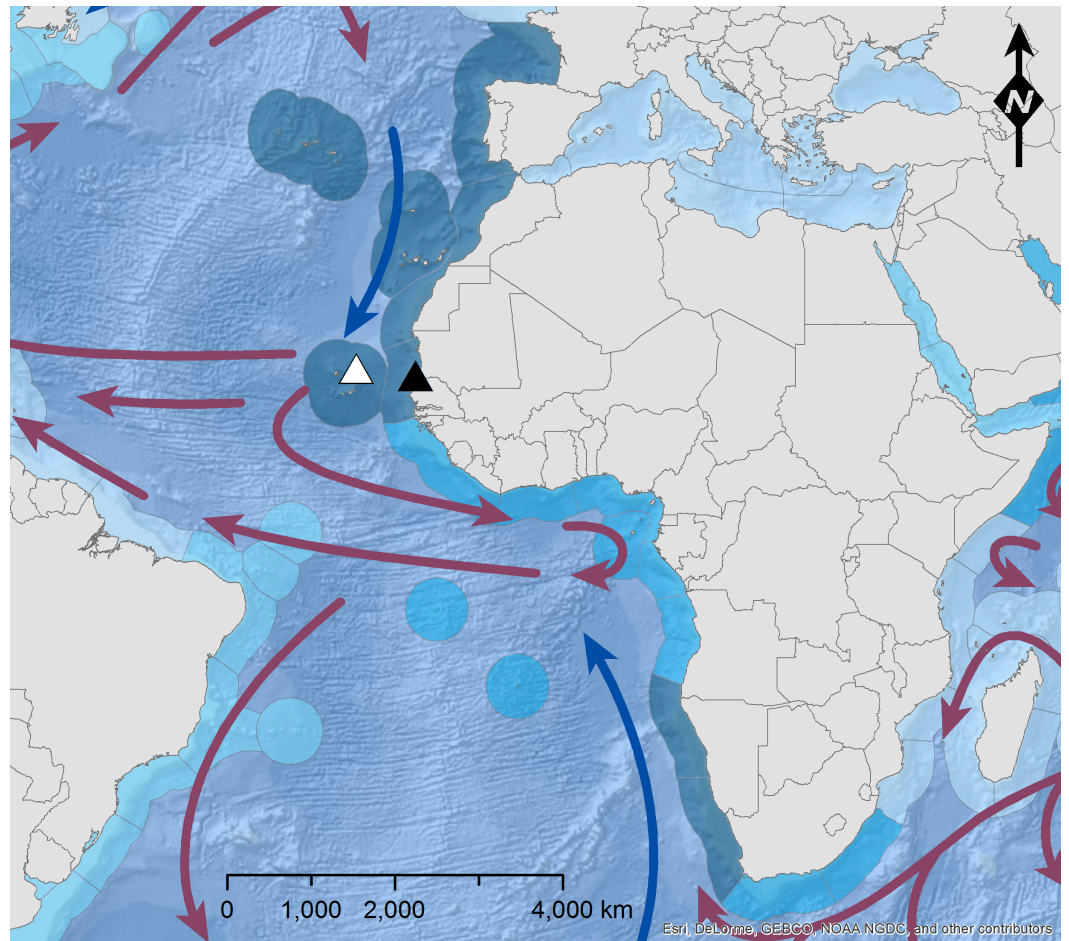 N
0 1,000 2,000 4,000 km
Esri, DeLorme, GEBCO, NOAA NGDC, and other contributors